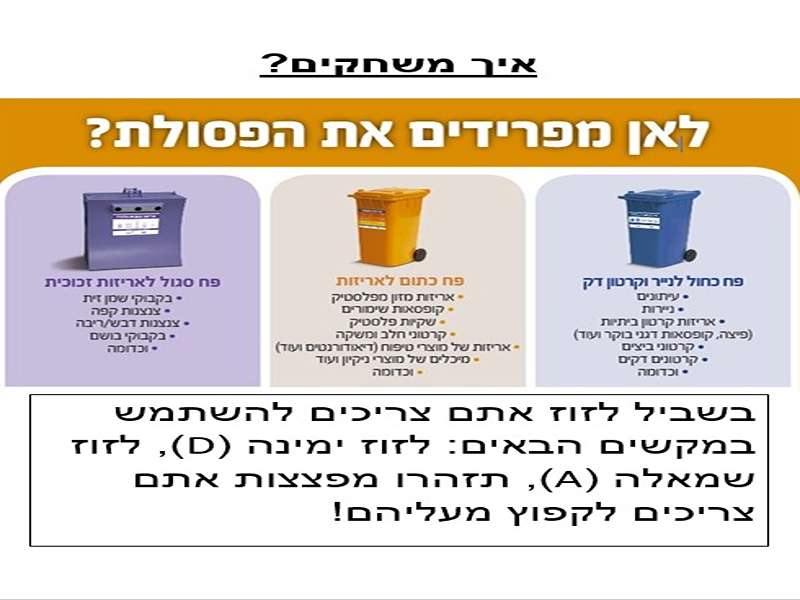 איך משחקים?
לאן מפרידים את הפסולת?
פח כחול לנייר וקרטון דק
• עיתונים
• ניירות
• אריזות קרטון ביתיות
(פיצה, קופסאות דגני בוקר ועוד)
• קרטוני ביצים
• קרטונים דקים
• וכדומה
פח כתום לאריזות
• אריזות מזון מפלסטיק
• קופסאות שימורים
• שקיות פלסטיק
• קרטוני חלב ומשקה
• אריזות של מוצרי טיפוח (דיאודורנטים ועוד)
• מיכלים של מוצרי ניקיון ועוד
• וכדומה
פח סגול לאריזות זכוכית
• בקבוקי שמן זית
• צנצנות קפה
• צנצנות דבש/ריבה
• בקבוקי בושם
• וכדומה
בשביל לזוז אתם צריכים להשתמש
במקשים הבאים: לזוז ימינה (D), לזוז
שמאלה (A), תזהרו מפצצות אתם
צריכים לקפוץ מעליהם!